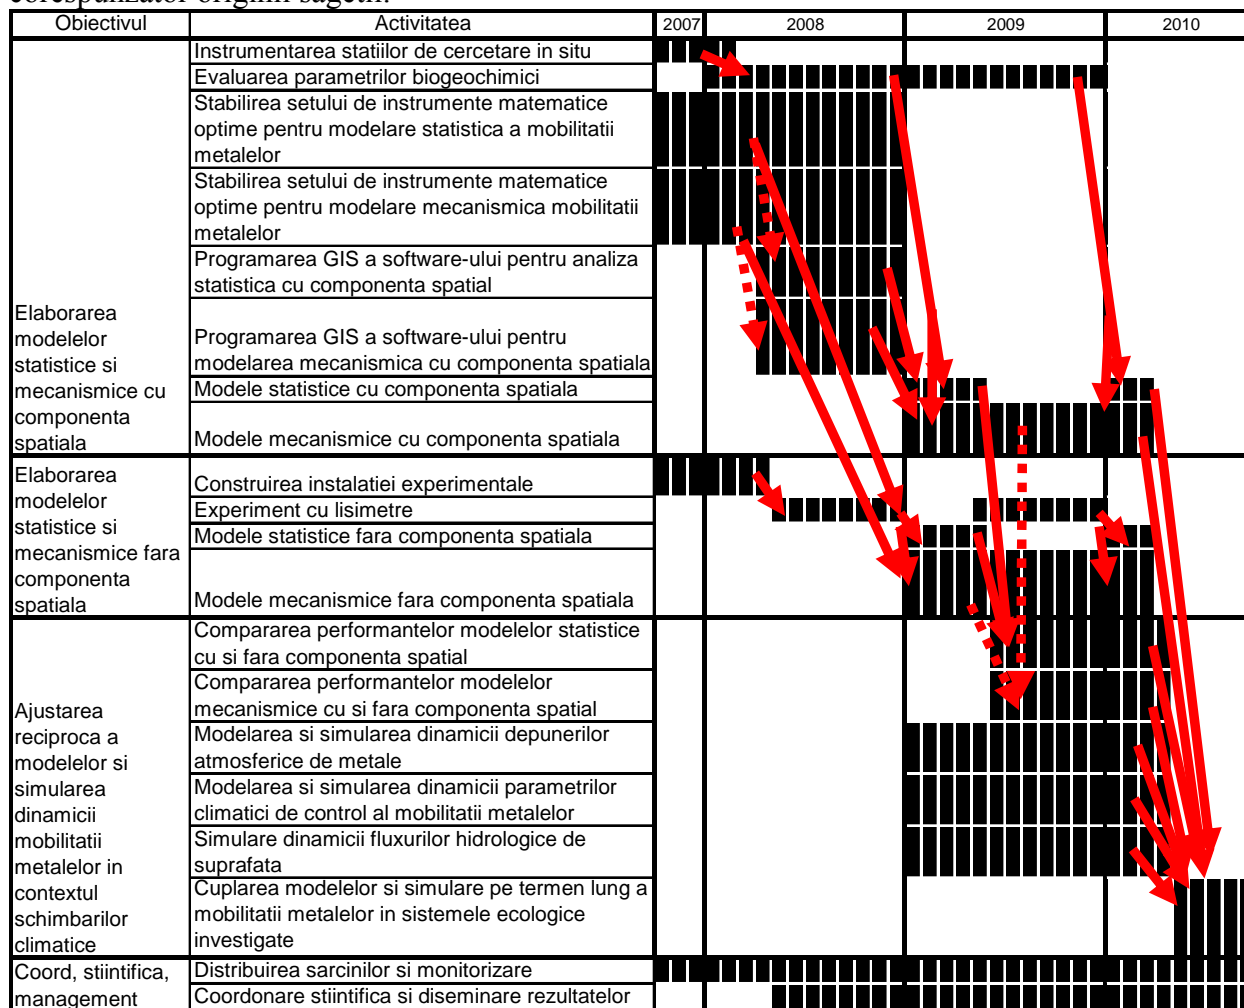 corespunzator originii sagetii.
Obiectivul Activitatea 2007 2008 2009 2010
Elaborarea
modelelor
statistice si
mecanismice cu
componenta
spatiala
Instrumentarea statiilor de cercetare in situ
Evaluarea parametrilor biogeochimici
Stabilirea setului de instrumente matematice
optime pentru modelare statistica a mobilitatii
metalelor
Stabilirea setului de instrumente matematice
optime pentru modelare mecanismica mobilitatii
metalelor
Programarea GIS a software-ului pentru analiza
statistica cu componenta spatial
Programarea GIS a software-ului pentru
modelarea mecanismica cu componenta spatiala
Modele statistice cu componenta spatiala
Modele mecanismice cu componenta spatiala
Elaborarea
modelelor
statistice si
mecanismice fara
componenta
spatiala
Construirea instalatiei experimentale
Experiment cu lisimetre
Modele statistice fara componenta spatiala
Modele mecanismice fara componenta spatiala
Ajustarea
reciproca a
modelelor si
simularea
dinamicii
mobilitatii
metalelor in
contextul
schimbarilor
climatice
Compararea performantelor modelelor statistice
cu si fara componenta spatial
Compararea performantelor modelelor
mecanismice cu si fara componenta spatial
Modelarea si simularea dinamicii depunerilor
atmosferice de metale
Modelarea si simularea dinamicii parametrilor
climatici de control al mobilitatii metalelor
Simulare dinamicii fluxurilor hidrologice de
suprafata
Cuplarea modelelor si simulare pe termen lung a
mobilitatii metalelor in sistemele ecologice
investigate
Coord, stiintifica,
management
Distribuirea sarcinilor si monitorizare
Coordonare stiintifica si diseminare rezultatelor